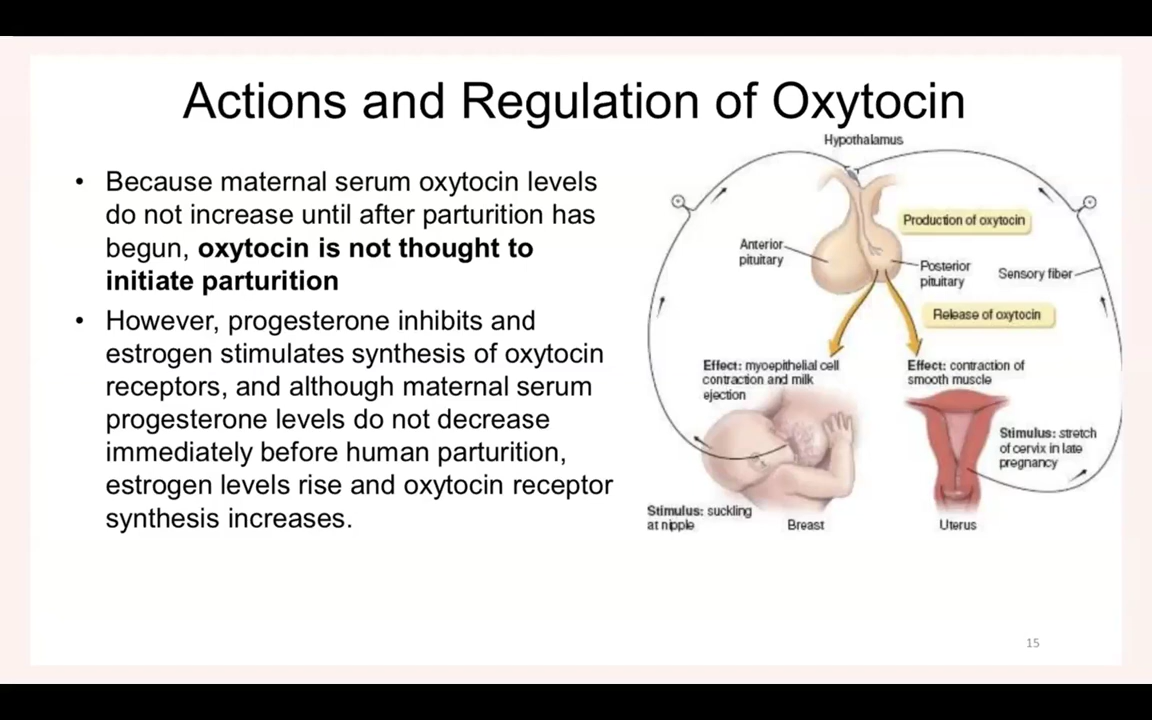 Actions and Regulation of Oxytocin
• Because maternal serum oxytocin levels
do not increase until after parturition has
begun, oxytocin is not thought to
initiate parturition
• However, progesterone inhibits and
estrogen stimulates synthesis of oxytocin
receptors, and although maternal serum
progesterone levels do not decrease
immediately before human parturition,
estrogen levels rise and oxytocin receptor
synthesis increases.
Hypothalamus
Production of oxytocin
Anterior
pituitary
Posterior
pituitary
Sensory fiber
Release of oxytocin
Effect: myoepithelial cell
contraction and milk
ejection
Effect: contraction of
smooth muscle
Stimulus: stretch
of cervix in late
pregnancy
Stimulus: suckling
at nipple
Breast
Uterus
15